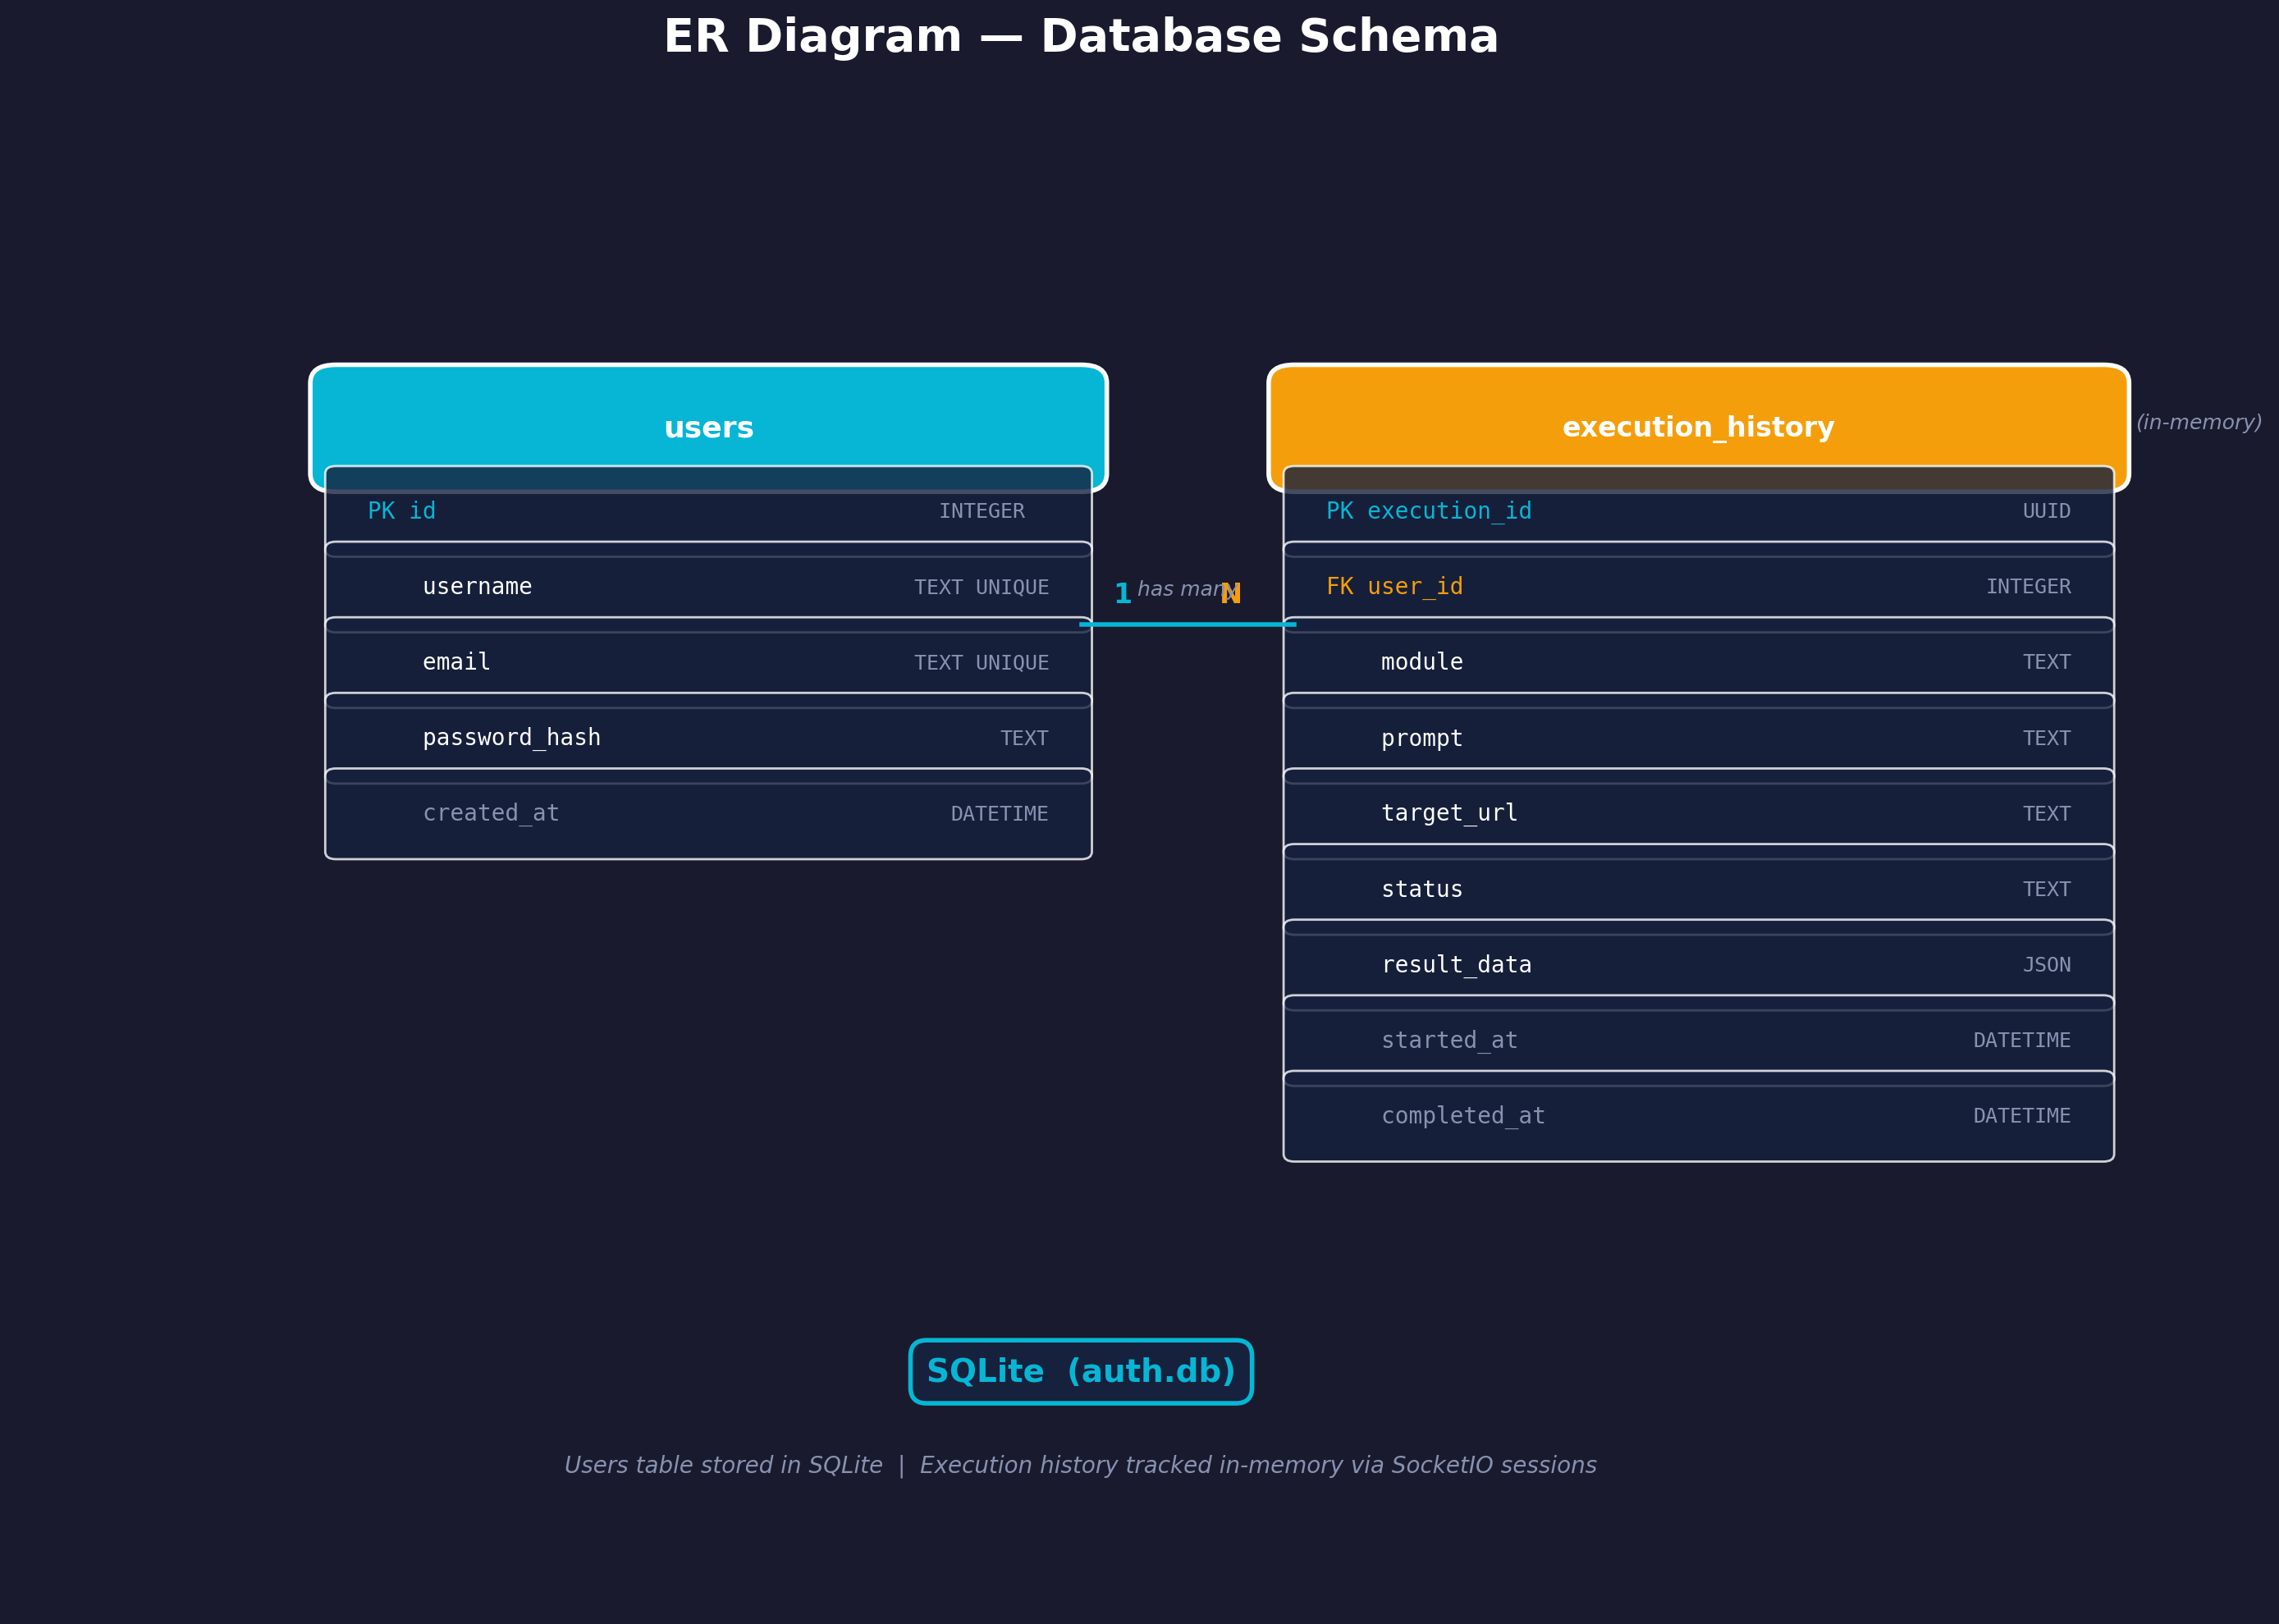 ER Diagram — Database Schema
users
PK id INTEGER
username TEXT UNIQUE
email TEXT UNIQUE
password_hash TEXT
created_at DATETIME
1 has many N
execution_history (in-memory)
PK execution_id UUID
FK user_id INTEGER
module TEXT
prompt TEXT
target_url TEXT
status TEXT
result_data JSON
started_at DATETIME
completed_at DATETIME
SQLite (auth.db)
Users table stored in SQLite | Execution history tracked in-memory via SocketIO sessions